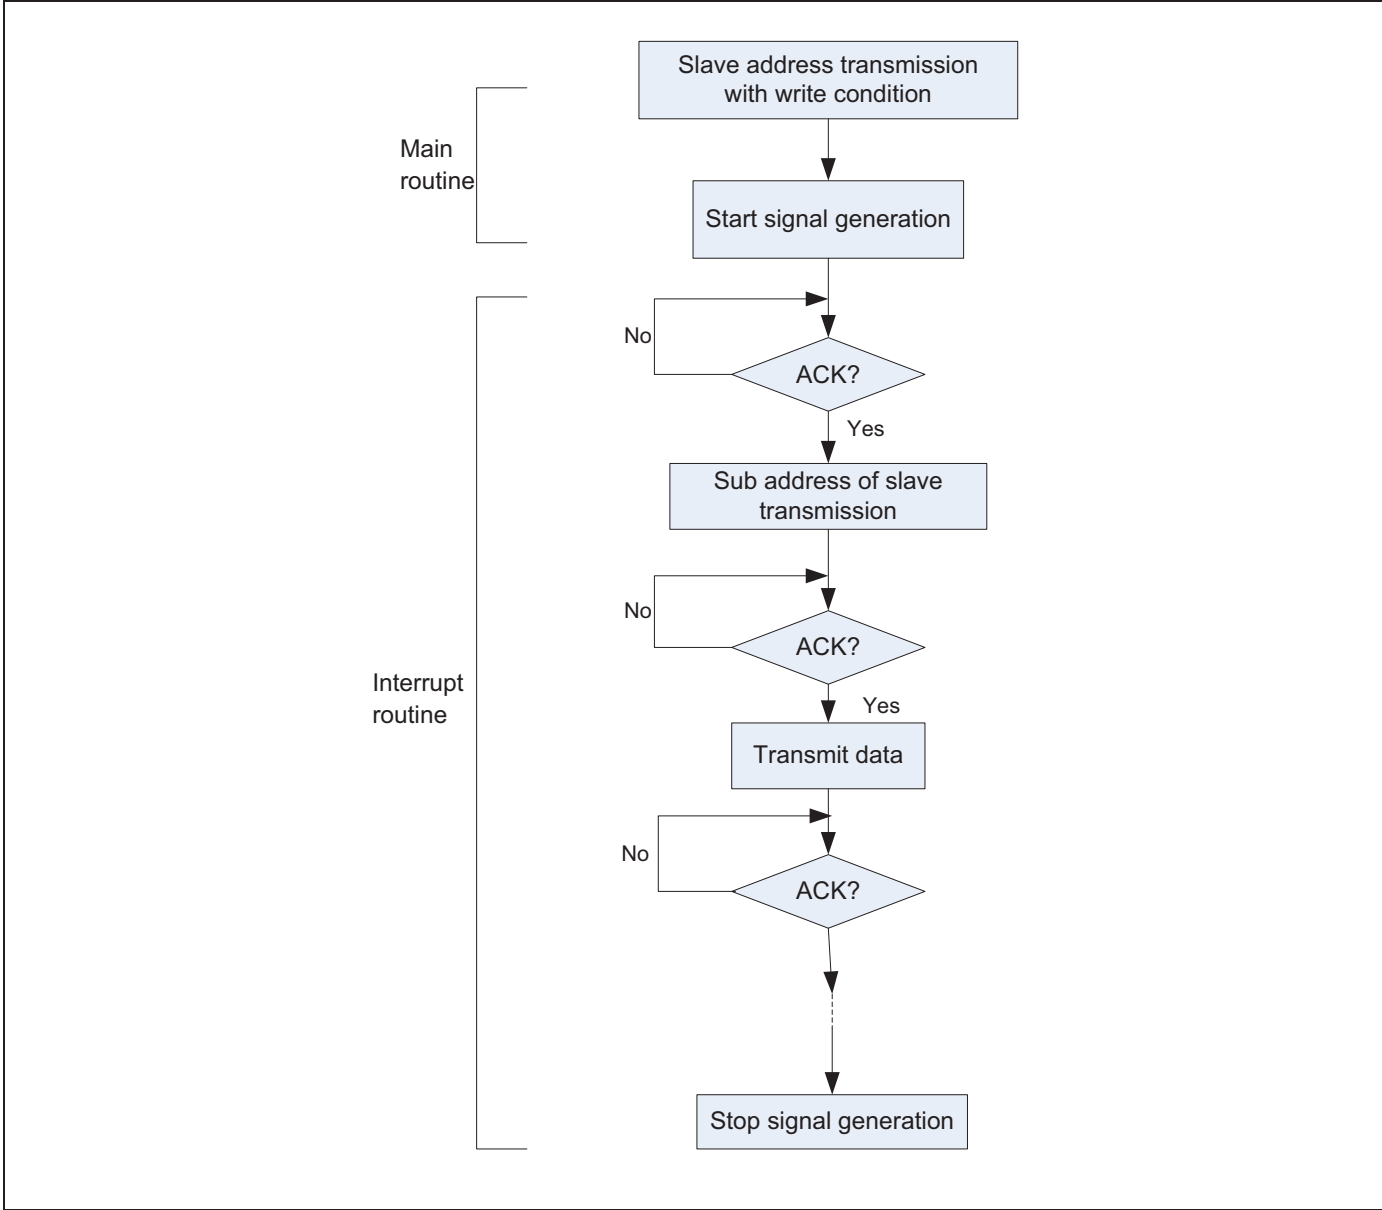 Slave address transmission
with write condition
Main
routine
Start signal generation
No
ACK?
Yes
Sub address of slave
transmission
No
ACK?
Interrupt
routine
Yes
Transmit data
No
ACK?
Stop signal generation